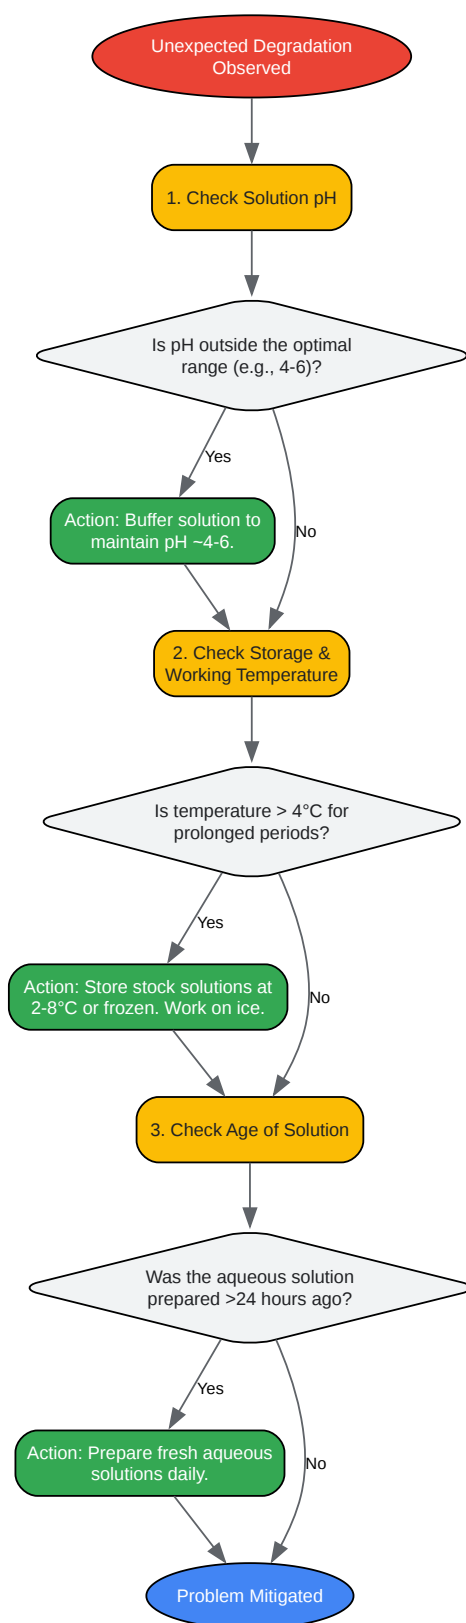 Unexpected Degradation
Observed
1. Check Solution pH
Is pH outside the optimal
range (e.g., 4-6)?
Yes
Action: Buffer solution to
maintain pH ~4-6.
No
2. Check Storage &
Working Temperature
Is temperature > 4°C for
prolonged periods?
Yes
Action: Store stock solutions at
2-8°C or frozen. Work on ice.
No
3. Check Age of Solution
Was the aqueous solution
prepared >24 hours ago?
Yes
Action: Prepare fresh aqueous
solutions daily.
No
Problem Mitigated